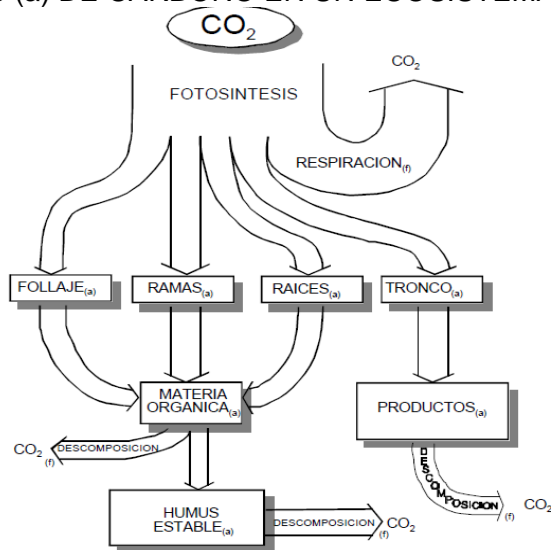 (a) DE CARBONO EN UN ECOSISTEMA
CO2
FOTOSINTESIS
CO2
RESPIRACION(f)
FOLLAJE(a)
RAMAS(a)
RAICES(a)
TRONCO(a)
MATERIA
ORGANICA(a)
PRODUCTOS(a)
CO2 (f)
DESCOMPOSICION
DESCOMPOSICION
(f)
CO2
HUMUS
ESTABLE(a)
DESCOMPOSICION
(f)
CO2